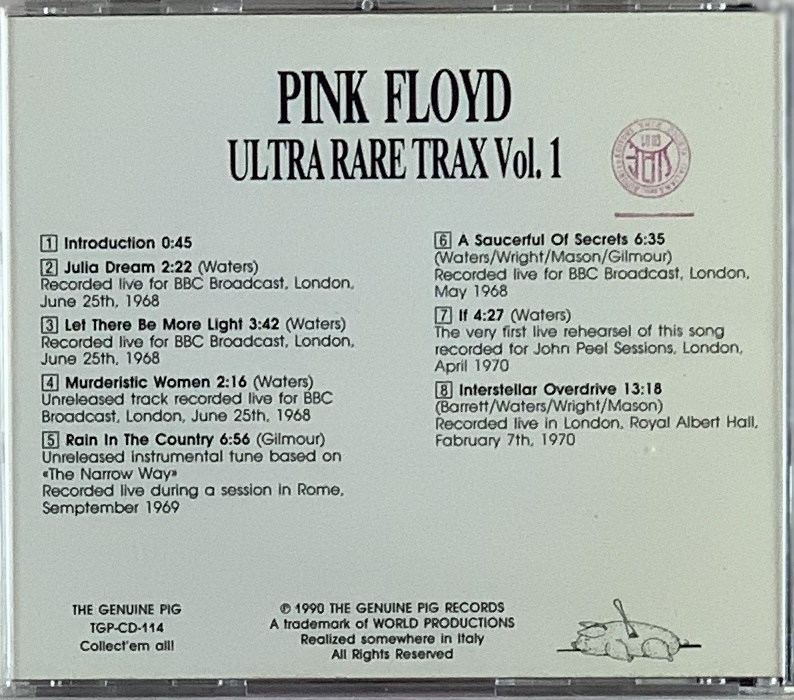 PINK FLOYD
ULTRA RARE TRAX Vol. 1
1 Introduction 0:45
2 Julia Dream 2:22 (Waters)
Recorded live for BBC Broadcast, London,
June 25th, 1968
3 Let There Be More Light 3:42 (Waters)
Recorded live for BBC Broadcast, London,
June 25th, 1968
4 Murderistic Women 2:16 (Waters)
Unreleased track recorded live for BBC
Broadcast, London, June 25th, 1968
5 Rain In The Country 6:56 (Gilmour)
Unreleased instrumental tune based on
«The Narrow Way»
Recorded live during a session in Rome,
Semptember 1969
6 A Saucerful Of Secrets 6:35
(Waters/Wright/Mason/Gilmour)
Recorded live for BBC Broadcast, London,
May 1968
7 If 4:27 (Waters)
The very first live rehearsel of this song
recorded for John Peel Sessions, London,
April 1970
8 Interstellar Overdrive 13:18
(Barrett/Waters/Wright/Mason)
Recorded live in London, Royal Albert Hall,
Fabruary 7th, 1970
THE GENUINE PIG
TGP-CD-114
Collect'em all!
℗ 1990 THE GENUINE PIG RECORDS
A trademark of WORLD PRODUCTIONS
Realized somewhere in Italy
All Rights Reserved